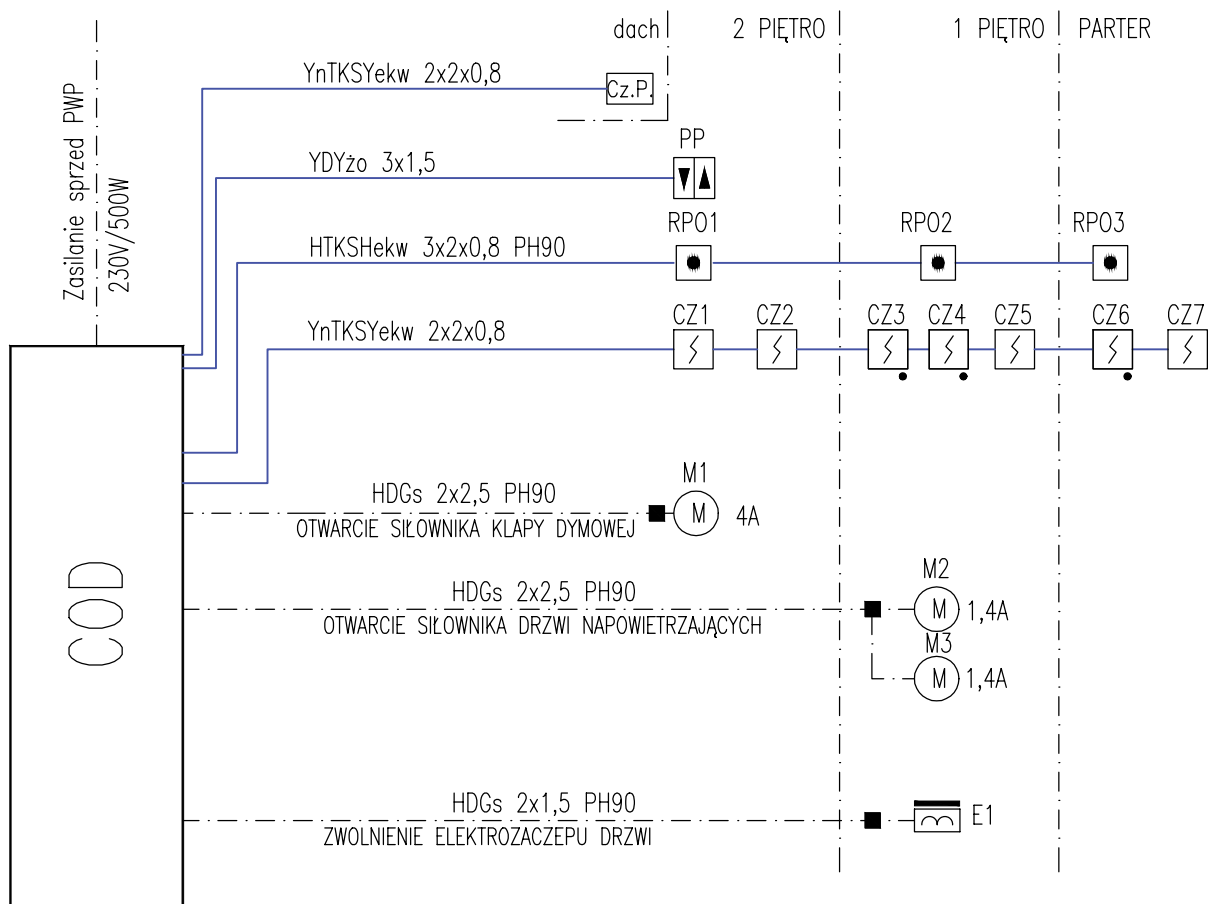 dach
2 PIĘTRO
1 PIĘTRO
PARTER
Zasilanie sprzed PWP
230V/500W
YnTKSYekw 2x2x0,8
Cz.P.
YDYżo 3x1,5
PP
HTKSHekw 3x2x0,8 PH90
RPO1
RPO2
RPO3
YnTKSYekw 2x2x0,8
CZ1
CZ2
CZ3
CZ4
CZ5
CZ6
CZ7
COD
HDGs 2x2,5 PH90
OTWARCIE SIŁOWNIKA KLAPY DYMOWEJ
M1
M
4A
HDGs 2x2,5 PH90
OTWARCIE SIŁOWNIKA DRZWI NAPOWIETRZAJĄCYCH
M2
M
1,4A
M3
M
1,4A
HDGs 2x1,5 PH90
ZWOLNIENIE ELEKTROZACZEPU DRZWI
E1